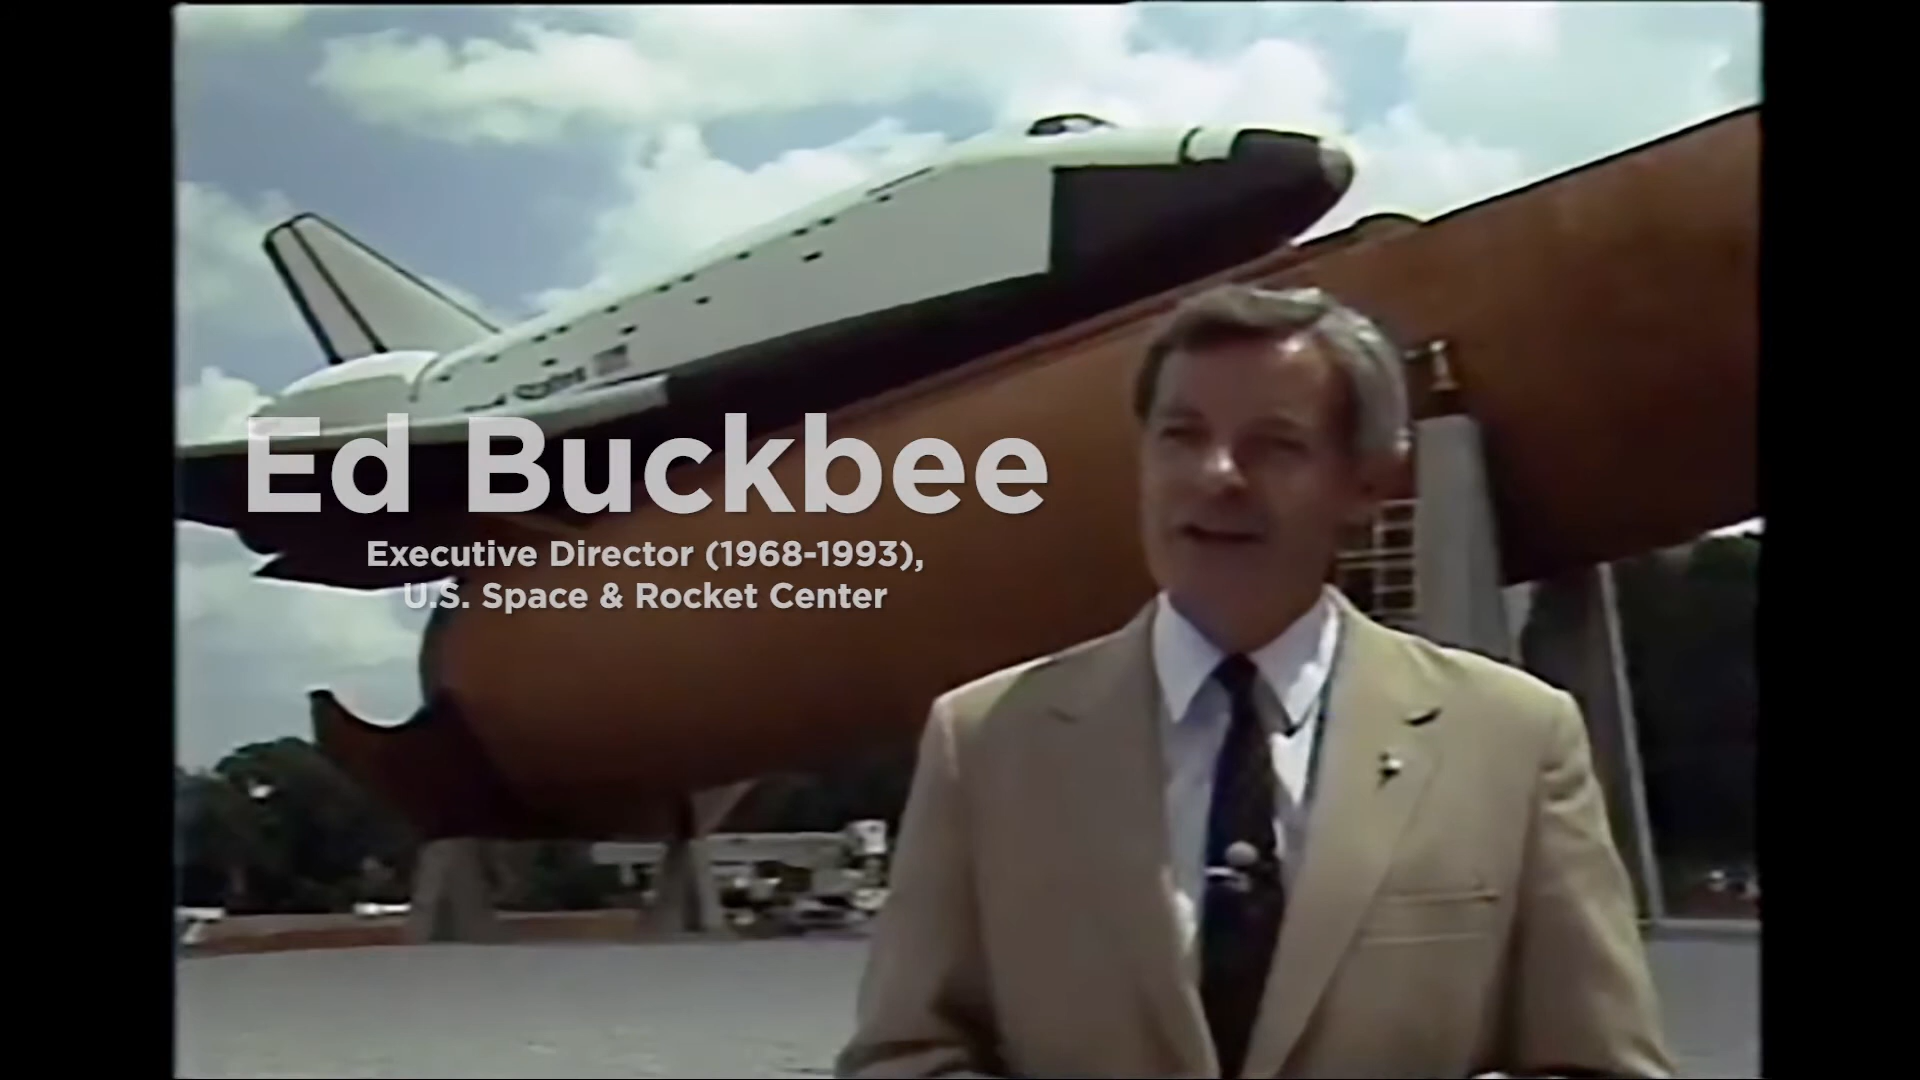 Ed Buckbee
Executive Director (1968-1993),
U.S. Space & Rocket Center